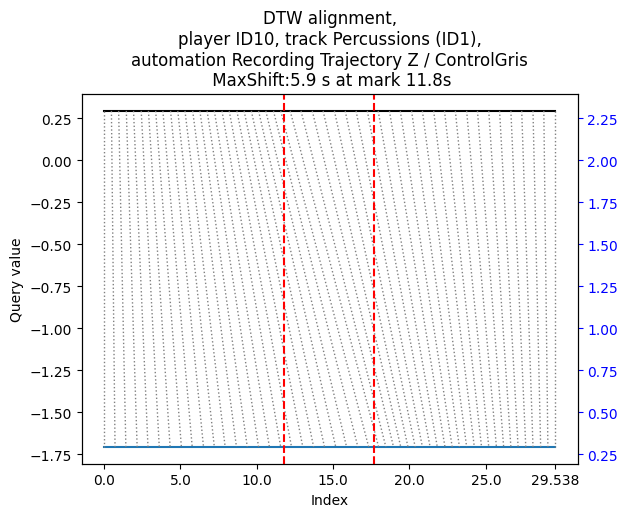 DTW alignment,
player ID10, track Percussions (ID1),
automation Recording Trajectory Z / ControlGris
MaxShift:5.9 s at mark 11.8s
0.25
0.00
−0.25
−0.50
−0.75
−1.00
−1.25
−1.50
−1.75
Query value
2.25
2.00
1.75
1.50
1.25
1.00
0.75
0.50
0.25
0.0 5.0 10.0 15.0 20.0 25.0 29.538
Index